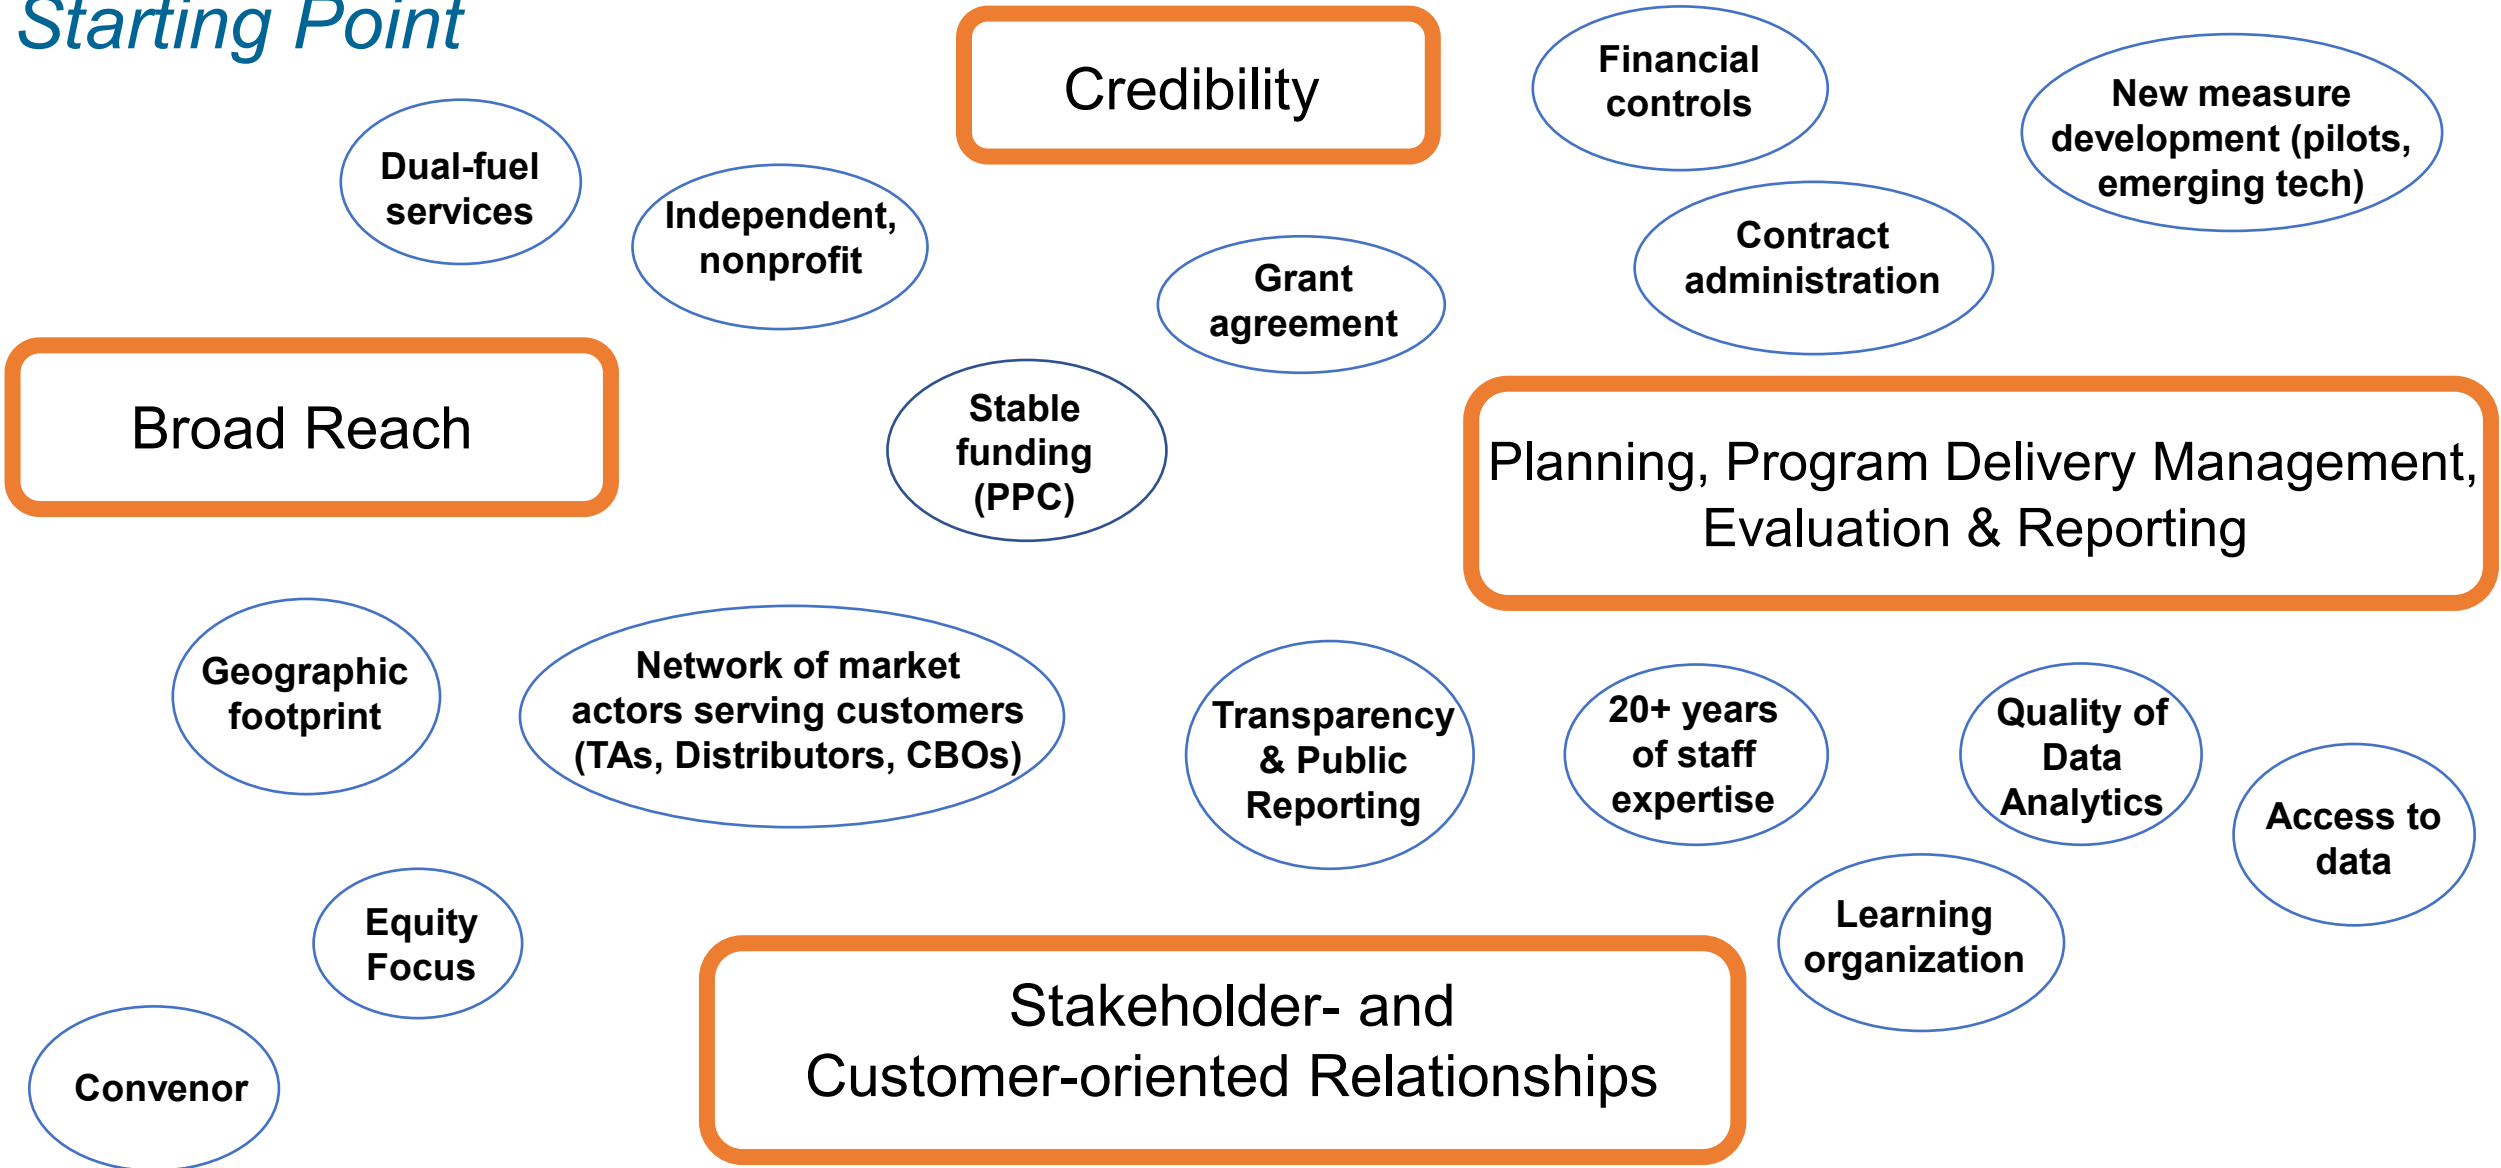 Starting Point
Credibility
Financial
controls
New measure
development (pilots,
emerging tech)
Dual-fuel
services
Independent,
nonprofit
Grant
agreement
Contract
administration
Broad Reach
Stable
funding
(PPC)
Planning, Program Delivery Management,
Evaluation & Reporting
Geographic
footprint
Network of market
actors serving customers
(TAs, Distributors, CBOs)
Transparency
& Public
Reporting
20+ years
of staff
expertise
Quality of
Data
Analytics
Access to
data
Equity
Focus
Learning
organization
Stakeholder- and
Customer-oriented Relationships
Convenor